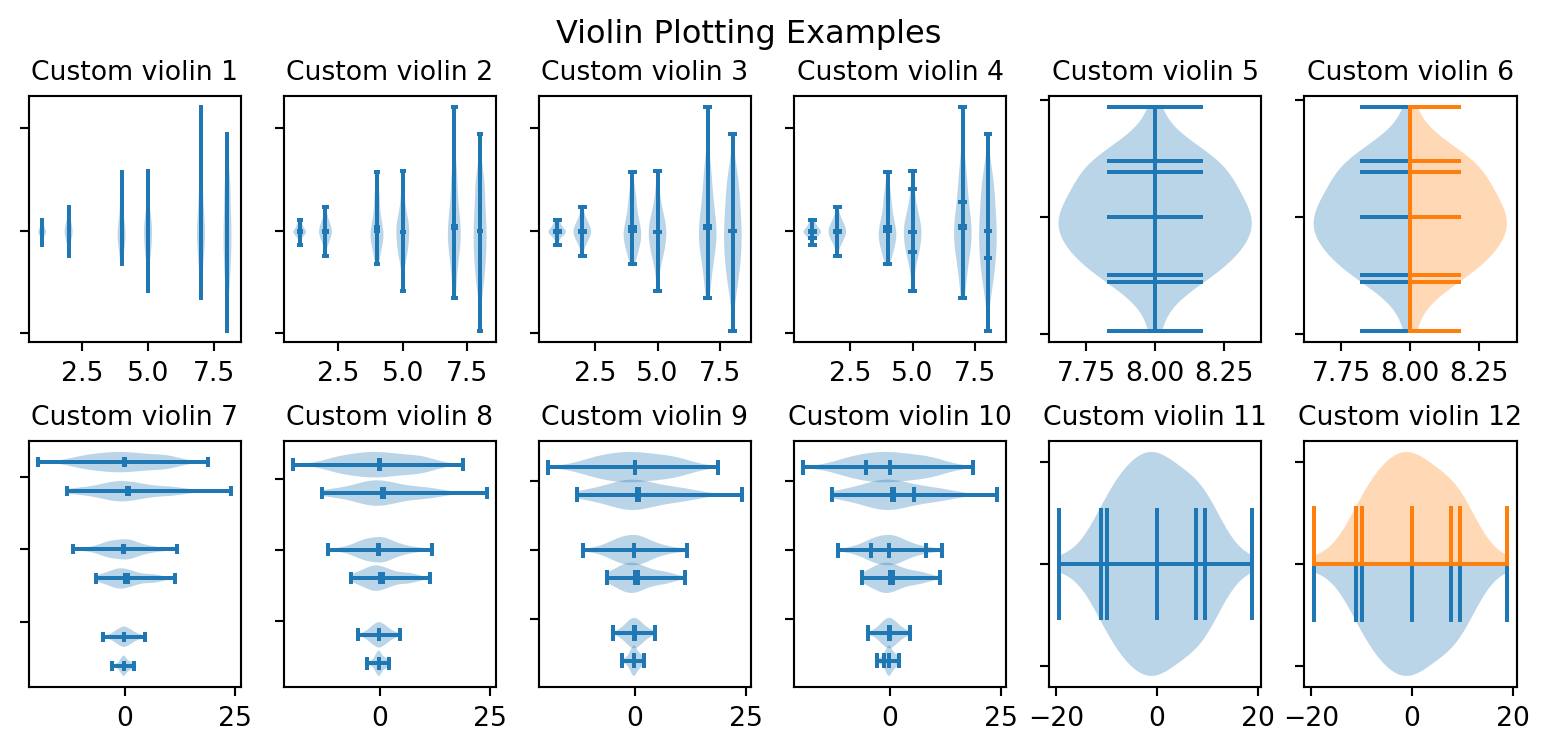 Violin Plotting Examples
Custom violin 1 Custom violin 2 Custom violin 3 Custom violin 4 Custom violin 5 Custom violin 6
2.5 5.0 7.5 2.5 5.0 7.5 2.5 5.0 7.5 2.5 5.0 7.5 7.75 8.00 8.25 7.75 8.00 8.25
Custom violin 7 Custom violin 8 Custom violin 9 Custom violin 10 Custom violin 11 Custom violin 12
0 25 0 25 0 25 0 25 −20 0 20 −20 0 20